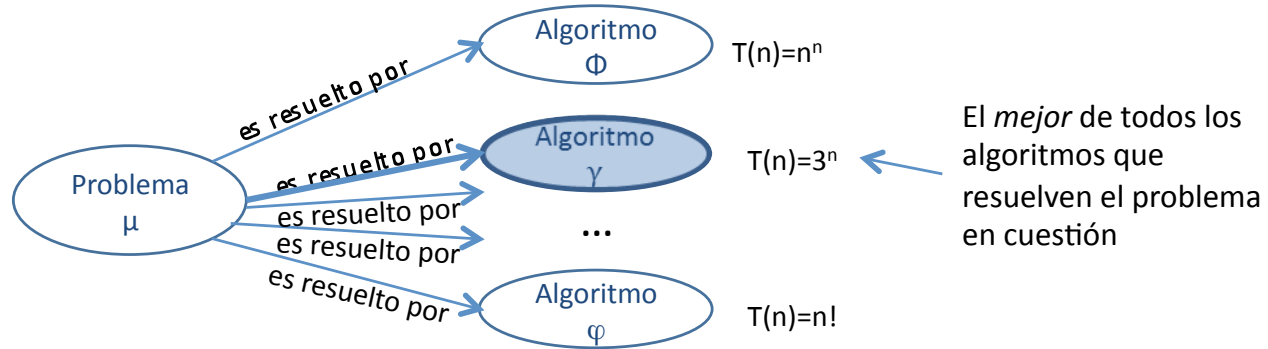 Algoritmo
Φ
T(n)=nⁿ
es resuelto por
Algoritmo
γ
T(n)=3ⁿ
El mejor de todos los
algoritmos que
resuelven el problema
en cuestión
es resuelto por
Problema
μ
es resuelto por
...
es resuelto por
es resuelto por
Algoritmo
φ
T(n)=n!